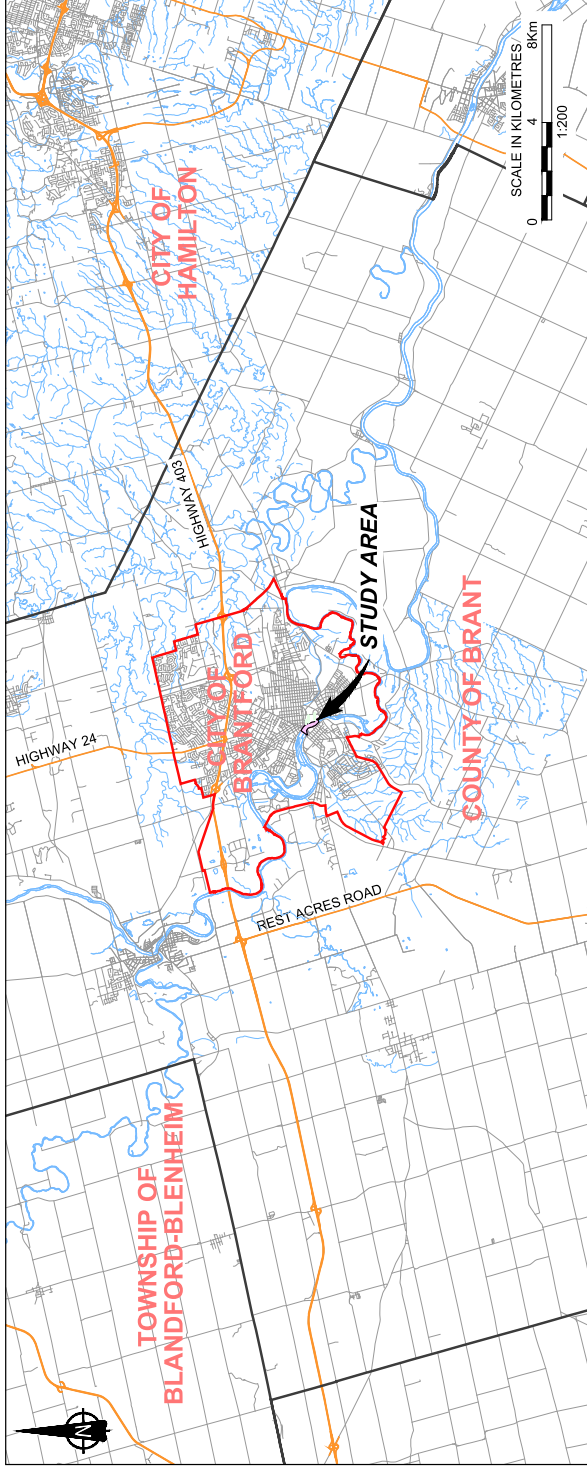 TOWNSHIP OF
BLANDFORD-BLENHEIM
HIGHWAY 24
CITY OF
BRANTFORD
HIGHWAY 403
CITY OF
HAMILTON
REST ACRES ROAD
STUDY AREA
COUNTY OF BRANT
SCALE IN KILOMETRES
0 4 8Km
1:200
N